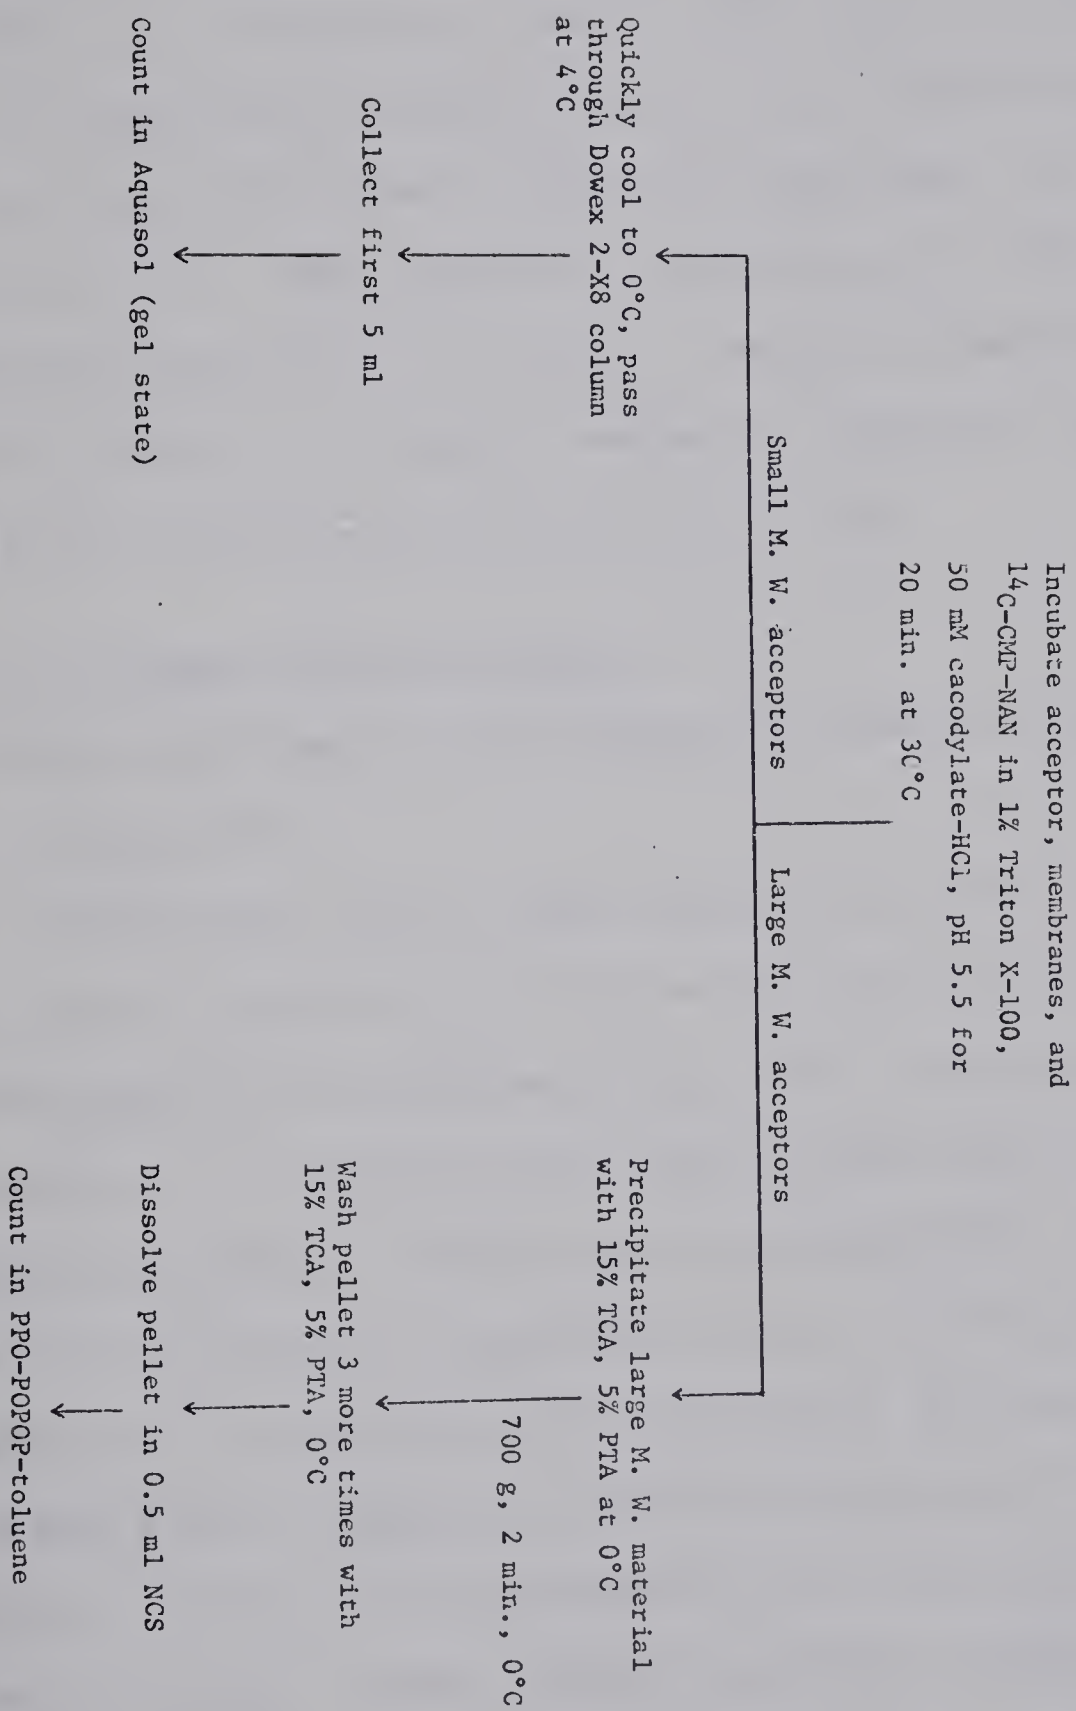 Incubate acceptor, membranes, and
14C-CMP-NAN in 1% Triton X-100,
50 mM cacodylate-HCl, pH 5.5 for
20 min. at 30°C
Small M. W. acceptors
Large M. W. acceptors
Quickly cool to 0°C, pass
through Dowex 2-X8 column
at 4°C
Collect first 5 ml
Count in Aquasol (gel state)
Precipitate large M. W. material
with 15% TCA, 5% PTA at 0°C
700 g, 2 min., 0°C
Wash pellet 3 more times with
15% TCA, 5% PTA, 0°C
Dissolve pellet in 0.5 ml NCS
Count in PPO-POPOP-toluene